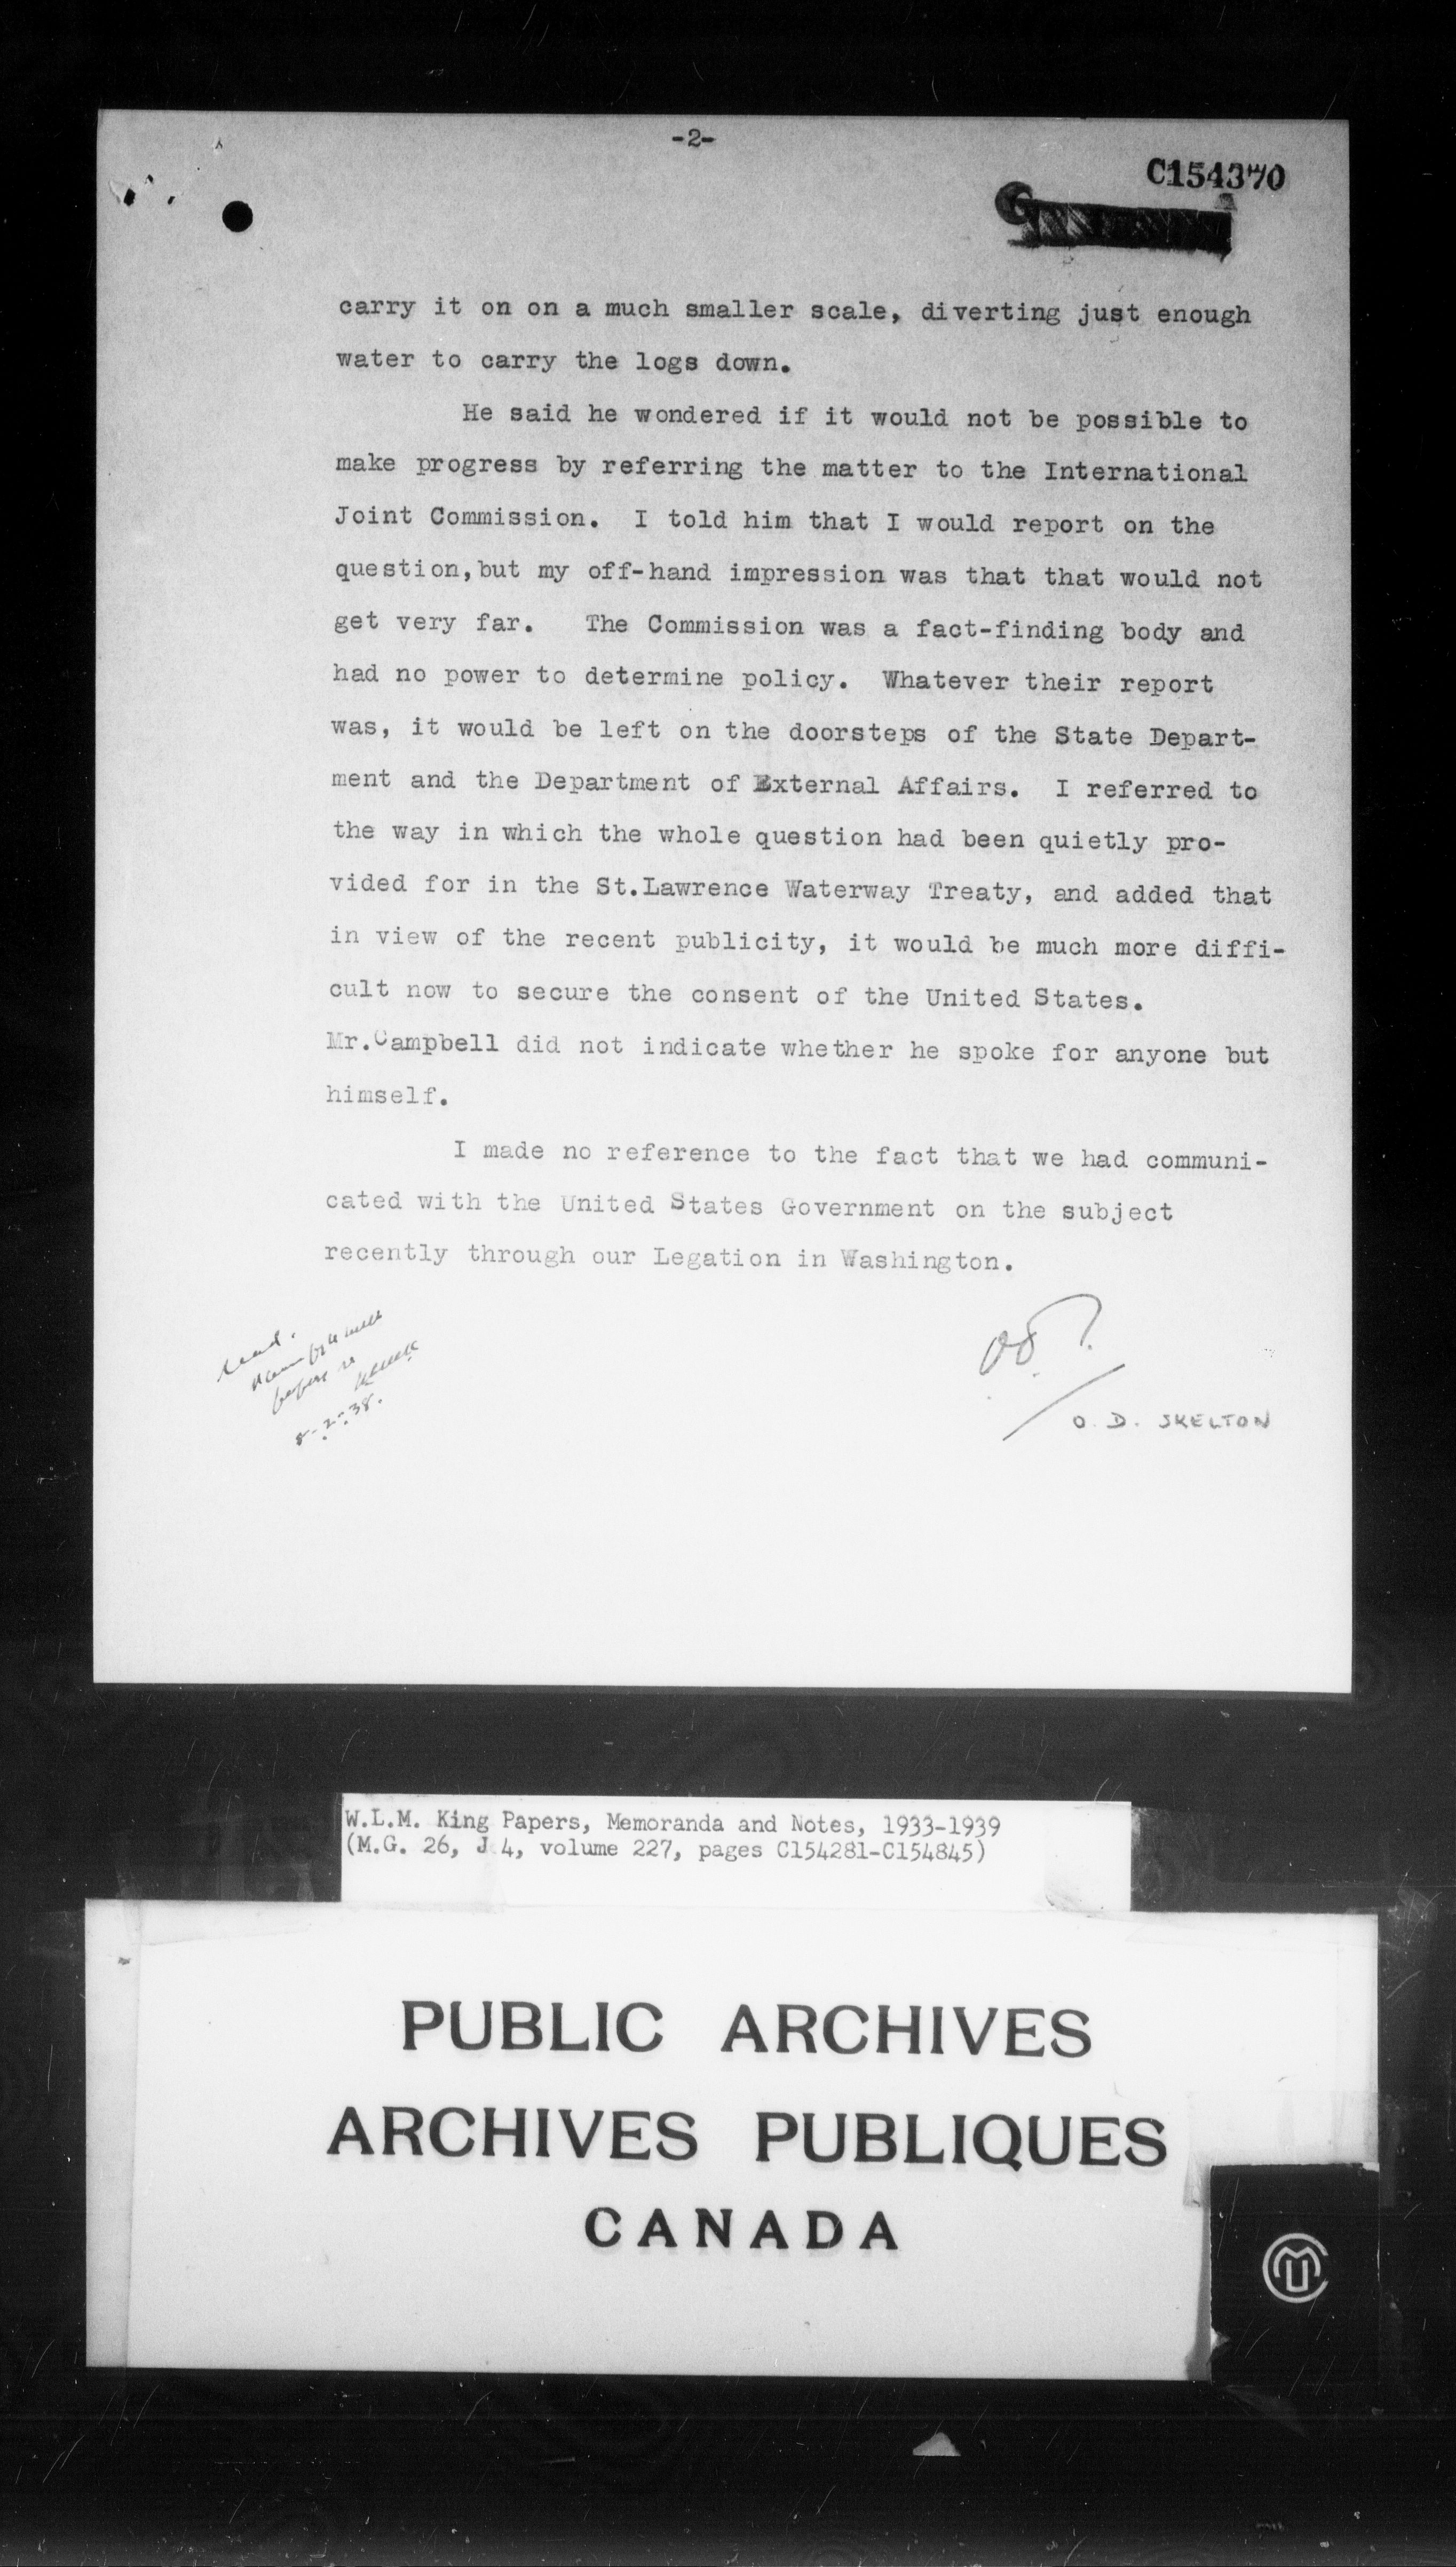 -2-
C154370
carry it on on a much smaller scale, diverting just enough
water to carry the logs down.
He said he wondered if it would not be possible to
make progress by referring the matter to the International
Joint Commission. I told him that I would report on the
question,but my off-hand impression was that that would not
get very far. The Commission was a fact-finding body and
had no power to determine policy. Whatever their report
was, it would be left on the doorsteps of the State Depart-
ment and the Department of External Affairs. I referred to
the way in which the whole question had been quietly pro-
vided for in the St.Lawrence Waterway Treaty, and added that
in view of the recent publicity, it would be much more diffi-
cult now to secure the consent of the United States.
Mr.Campbell did not indicate whether he spoke for anyone but
himself.
I made no reference to the fact that we had communi-
cated with the United States Government on the subject
recently through our Legation in Washington.
8-2-38.
O. D. SKELTON
W.L.M. King Papers, Memoranda and Notes, 1933-1939
(M.G. 26, J 4, volume 227, pages C154281-C154845)
PUBLIC ARCHIVES
ARCHIVES PUBLIQUES
CANADA